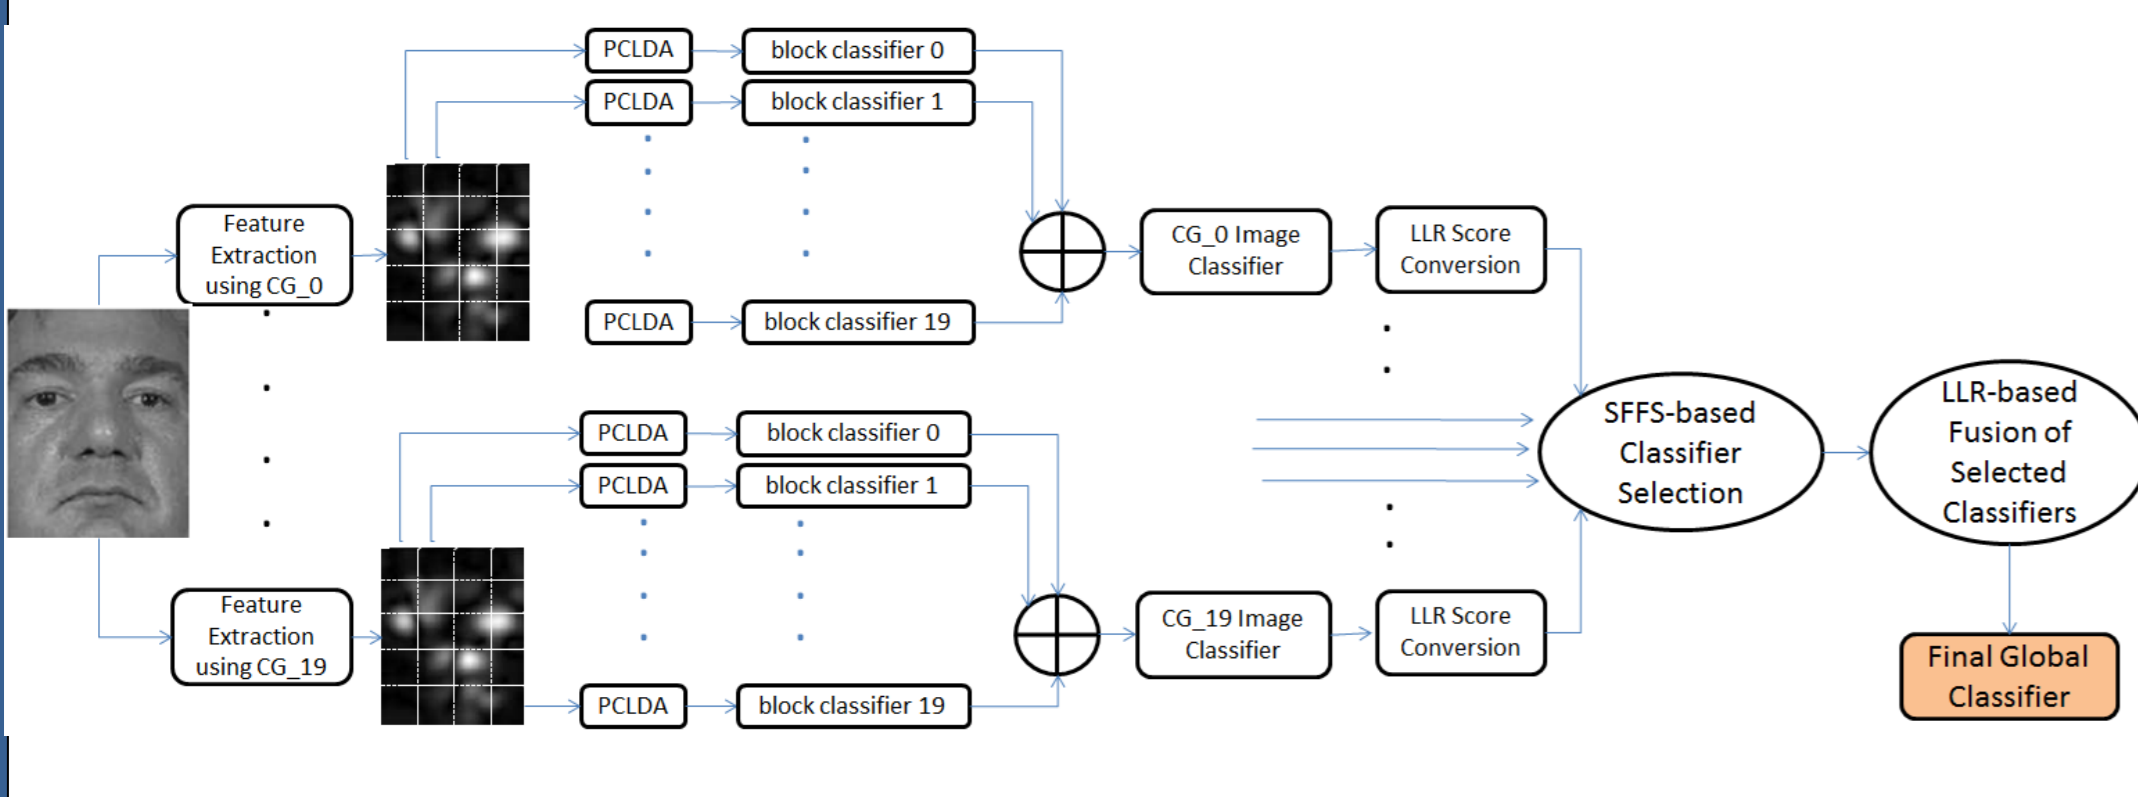 PCLDA
block classifier 0
PCLDA
block classifier 1
Feature
Extraction
using CG_0
CG_0 Image
Classifier
LLR Score
Conversion
PCLDA
block classifier 19
PCLDA
block classifier 0
PCLDA
block classifier 1
SFFS-based
Classifier
Selection
LLR-based
Fusion of
Selected
Classifiers
Feature
Extraction
using CG_19
CG_19 Image
Classifier
LLR Score
Conversion
PCLDA
block classifier 19
Final Global
Classifier